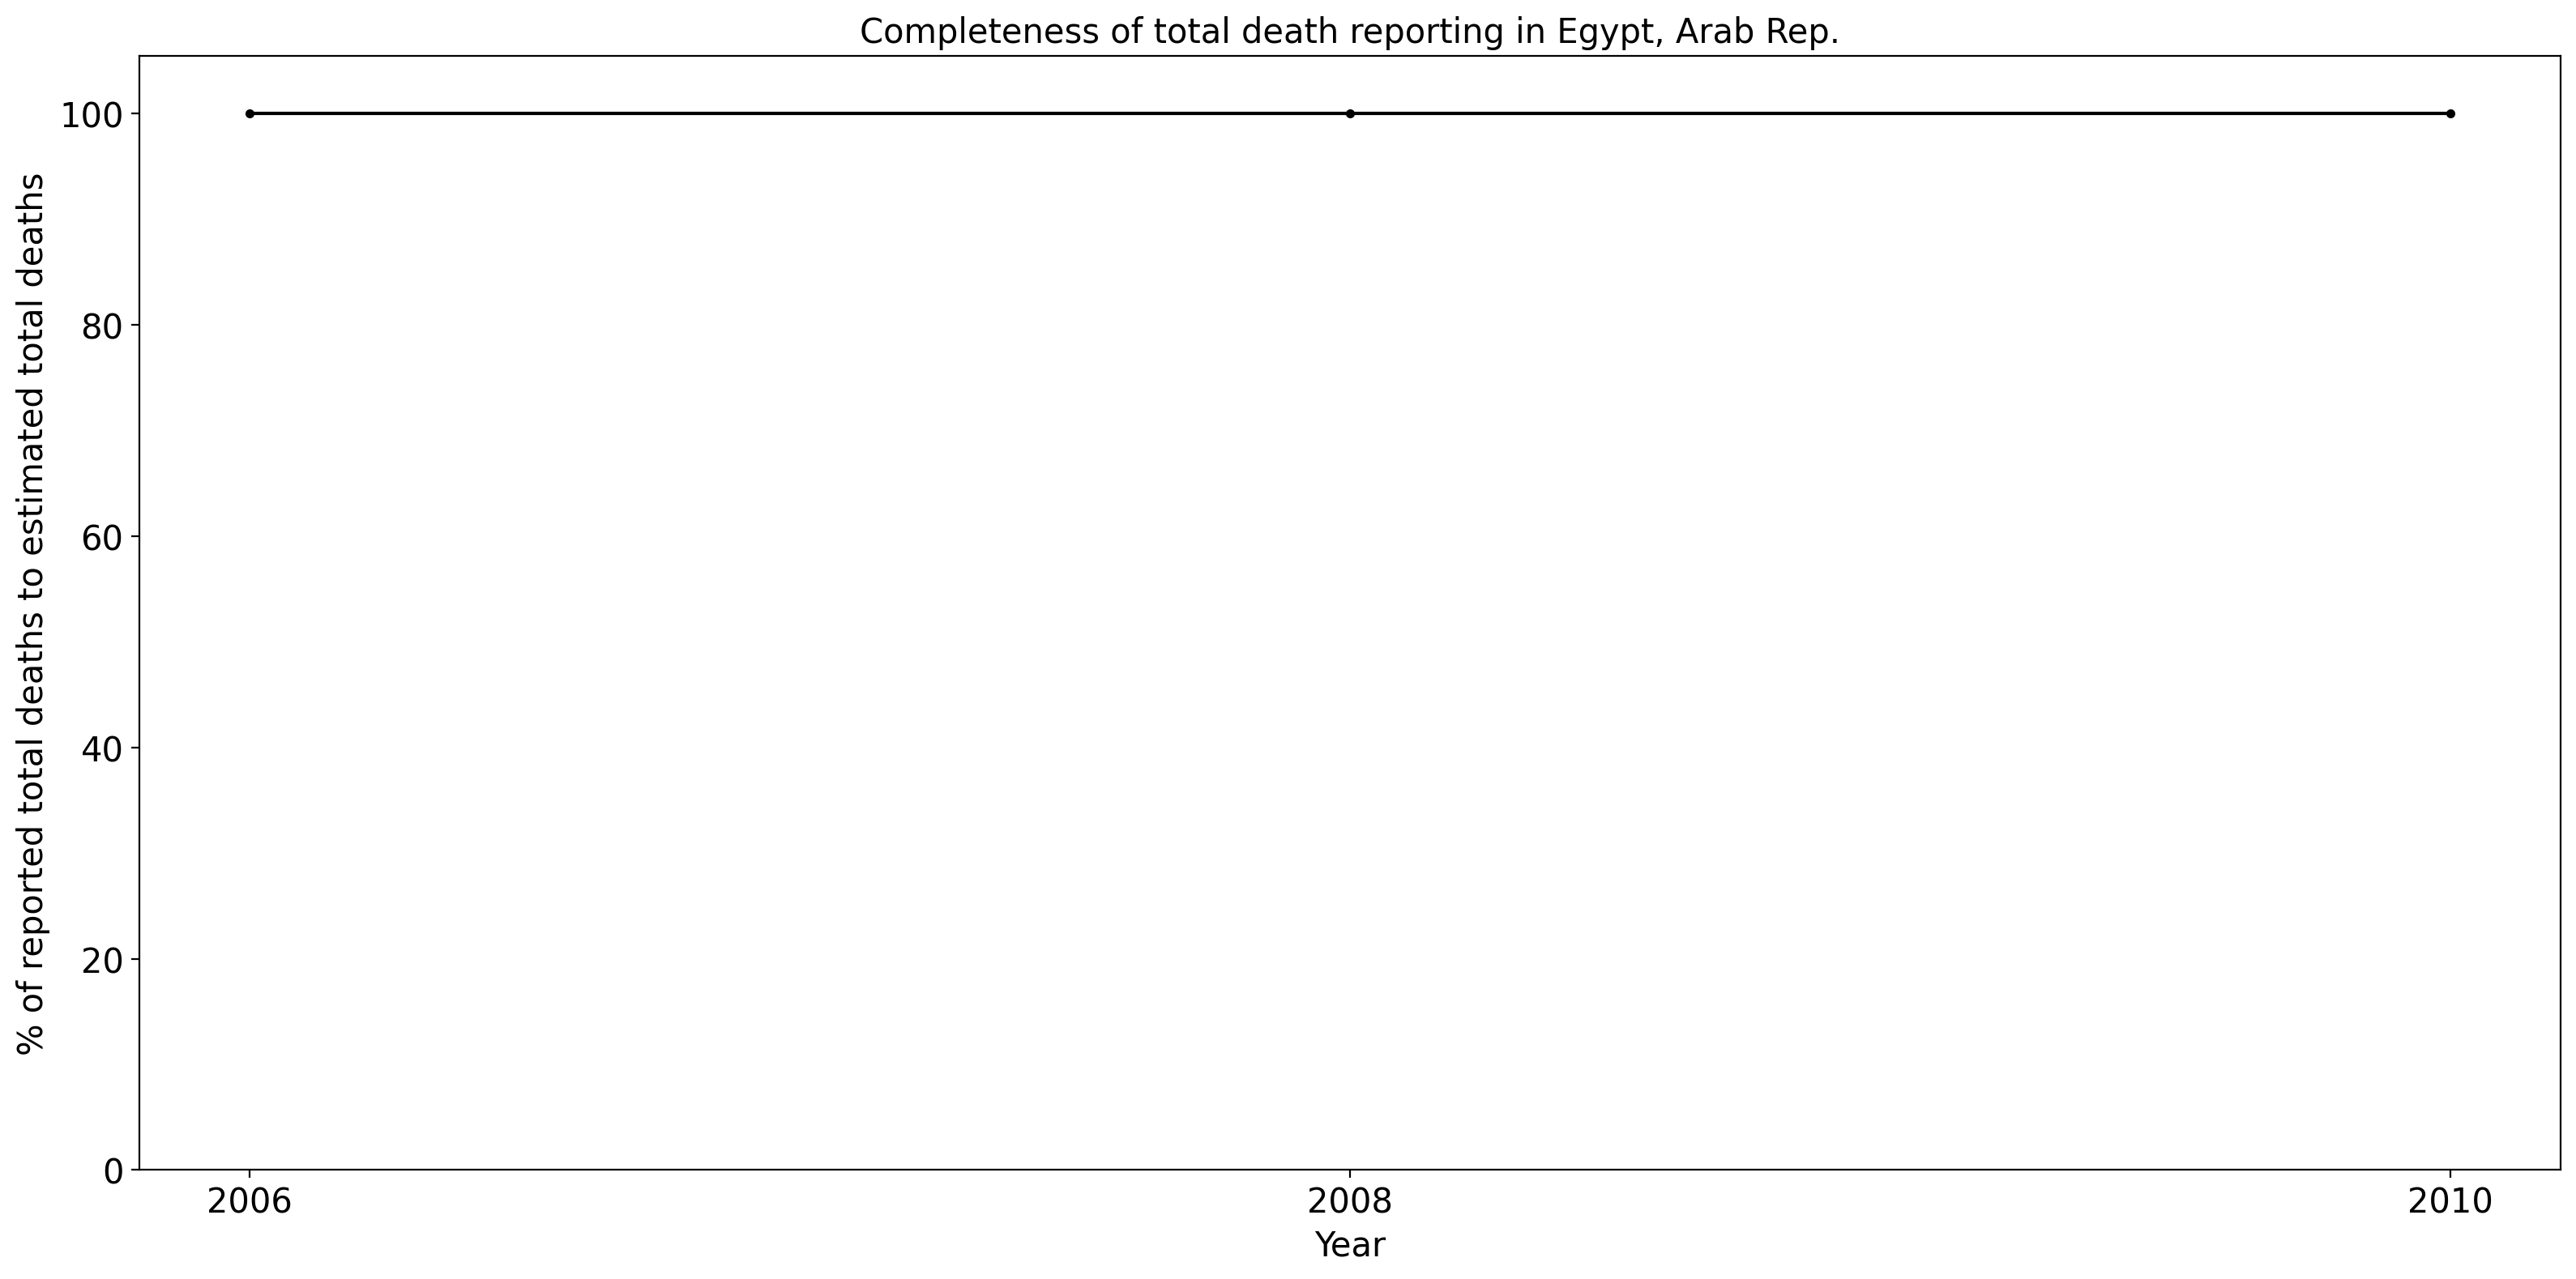 Completeness of total death reporting in Egypt, Arab Rep.
% of reported total deaths to estimated total deaths
100
80
60
40
20
0
2006 2008 2010
Year